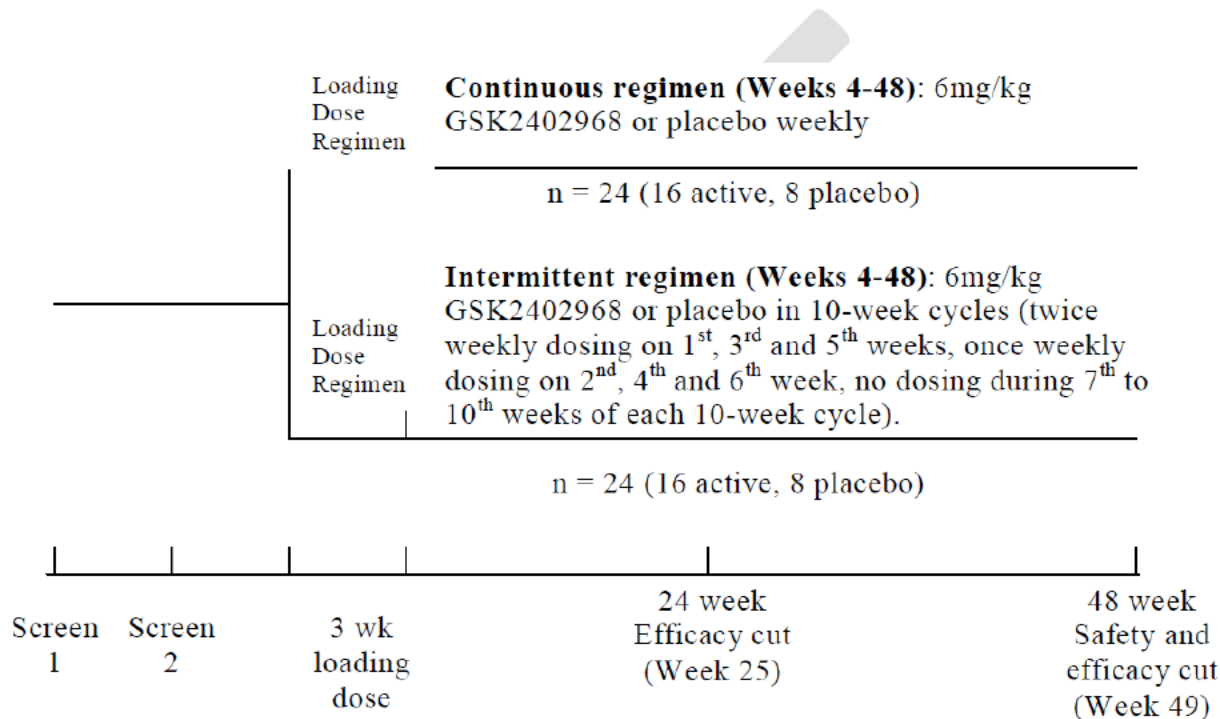 Loading
Dose
Regimen
Continuous regimen (Weeks 4-48): 6mg/kg
GSK2402968 or placebo weekly
n = 24 (16 active, 8 placebo)
Loading
Dose
Regimen
Intermittent regimen (Weeks 4-48): 6mg/kg
GSK2402968 or placebo in 10-week cycles (twice
weekly dosing on 1st, 3rd and 5th weeks, once weekly
dosing on 2nd, 4th and 6th week, no dosing during 7th to
10th weeks of each 10-week cycle).
n = 24 (16 active, 8 placebo)
Screen
1
Screen
2
3 wk
loading
dose
24 week
Efficacy cut
(Week 25)
48 week
Safety and
efficacy cut
(Week 49)